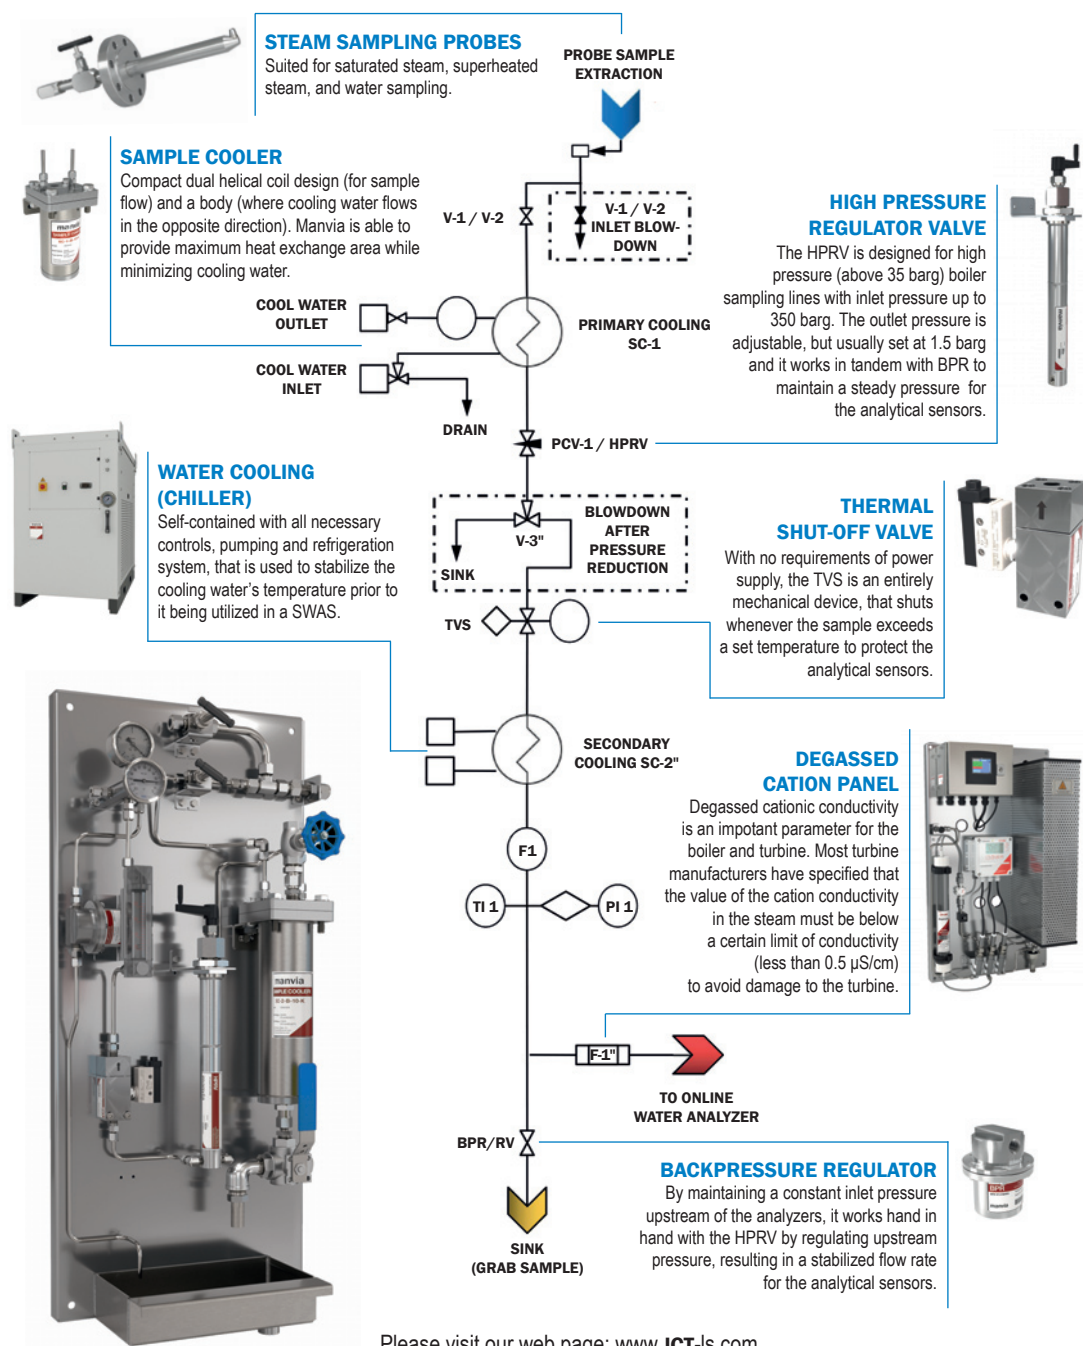 STEAM SAMPLING PROBES
Suited for saturated steam, superheated
steam, and water sampling.
PROBE SAMPLE
EXTRACTION
SAMPLE COOLER
Compact dual helical coil design (for sample
flow) and a body (where cooling water flows
in the opposite direction). Manvia is able to
provide maximum heat exchange area while
minimizing cooling water.
V-1 / V-2
V-1 / V-2
INLET BLOW-
DOWN
HIGH PRESSURE
REGULATOR VALVE
The HPRV is designed for high
pressure (above 35 barg) boiler
sampling lines with inlet pressure up to
350 barg. The outlet pressure is
adjustable, but usually set at 1.5 barg
and it works in tandem with BPR to
maintain a steady pressure for
the analytical sensors.
manvia
COOL WATER
OUTLET
PRIMARY COOLING
SC-1
COOL WATER
INLET
DRAIN
PCV-1 / HPRV
WATER COOLING
(CHILLER)
Self-contained with all necessary
controls, pumping and refrigeration
system, that is used to stabilize the
cooling water's temperature prior to
it being utilized in a SWAS.
BLOWDOWN
AFTER
PRESSURE
REDUCTION
V-3"
SINK
THERMAL
SHUT-OFF VALVE
With no requirements of power
supply, the TVS is an entirely
mechanical device, that shuts
whenever the sample exceeds
a set temperature to protect the
analytical sensors.
TVS
SECONDARY
COOLING SC-2"
DEGASSED
CATION PANEL
Degassed cationic conductivity
is an impotant parameter for the
boiler and turbine. Most turbine
manufacturers have specified that
the value of the cation conductivity
in the steam must be below
a certain limit of conductivity
(less than 0.5 µS/cm)
to avoid damage to the turbine.
F1
TI 1
PI 1
manvia
F-1"
TO ONLINE
WATER ANALYZER
BPR/RV
BACKPRESSURE REGULATOR
By maintaining a constant inlet pressure
upstream of the analyzers, it works hand in
hand with the HPRV by regulating upstream
pressure, resulting in a stabilized flow rate
for the analytical sensors.
BPR
manvia
SINK
(GRAB SAMPLE)
Please visit our web page: www.ICT-ls.com